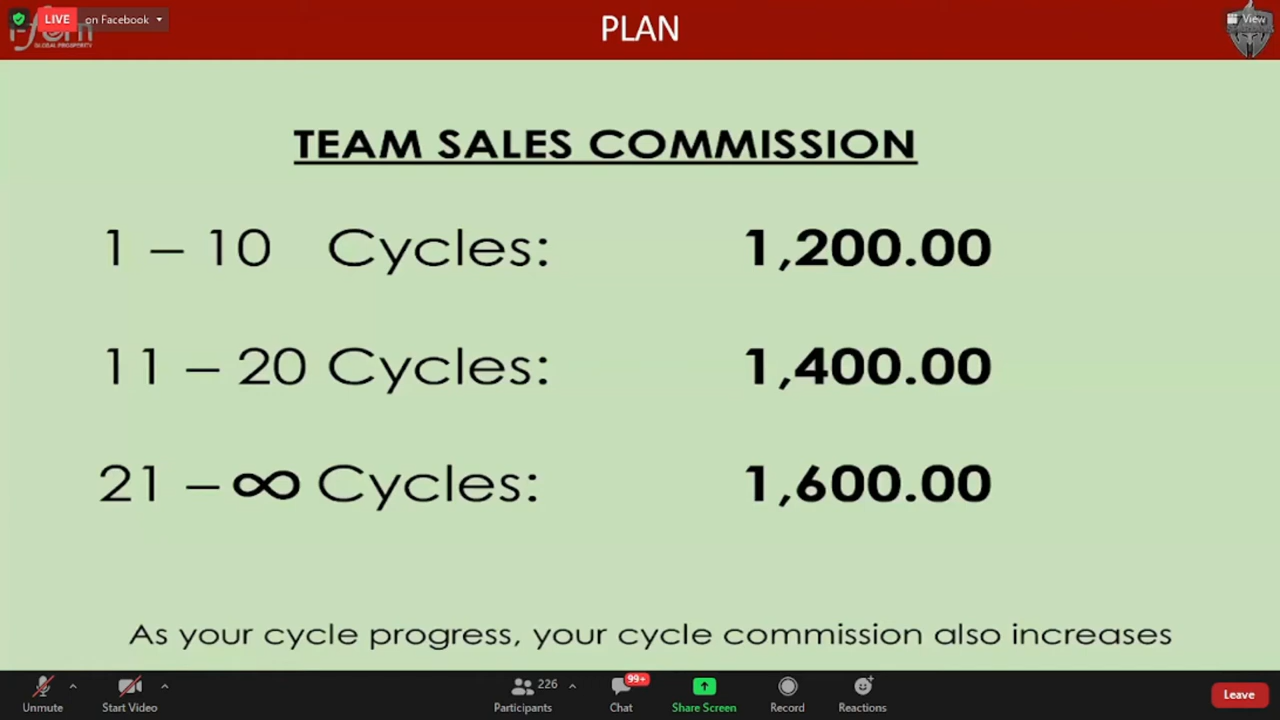 LIVE on Facebook
PLAN
View
GLOBAL PROSPERITY
TEAM SALES COMMISSION
1 – 10 Cycles: 1,200.00
11 – 20 Cycles: 1,400.00
21 – ∞ Cycles: 1,600.00
As your cycle progress, your cycle commission also increases
Unmute
Start Video
226
Participants
99+
Chat
Share Screen
Record
Reactions
Leave